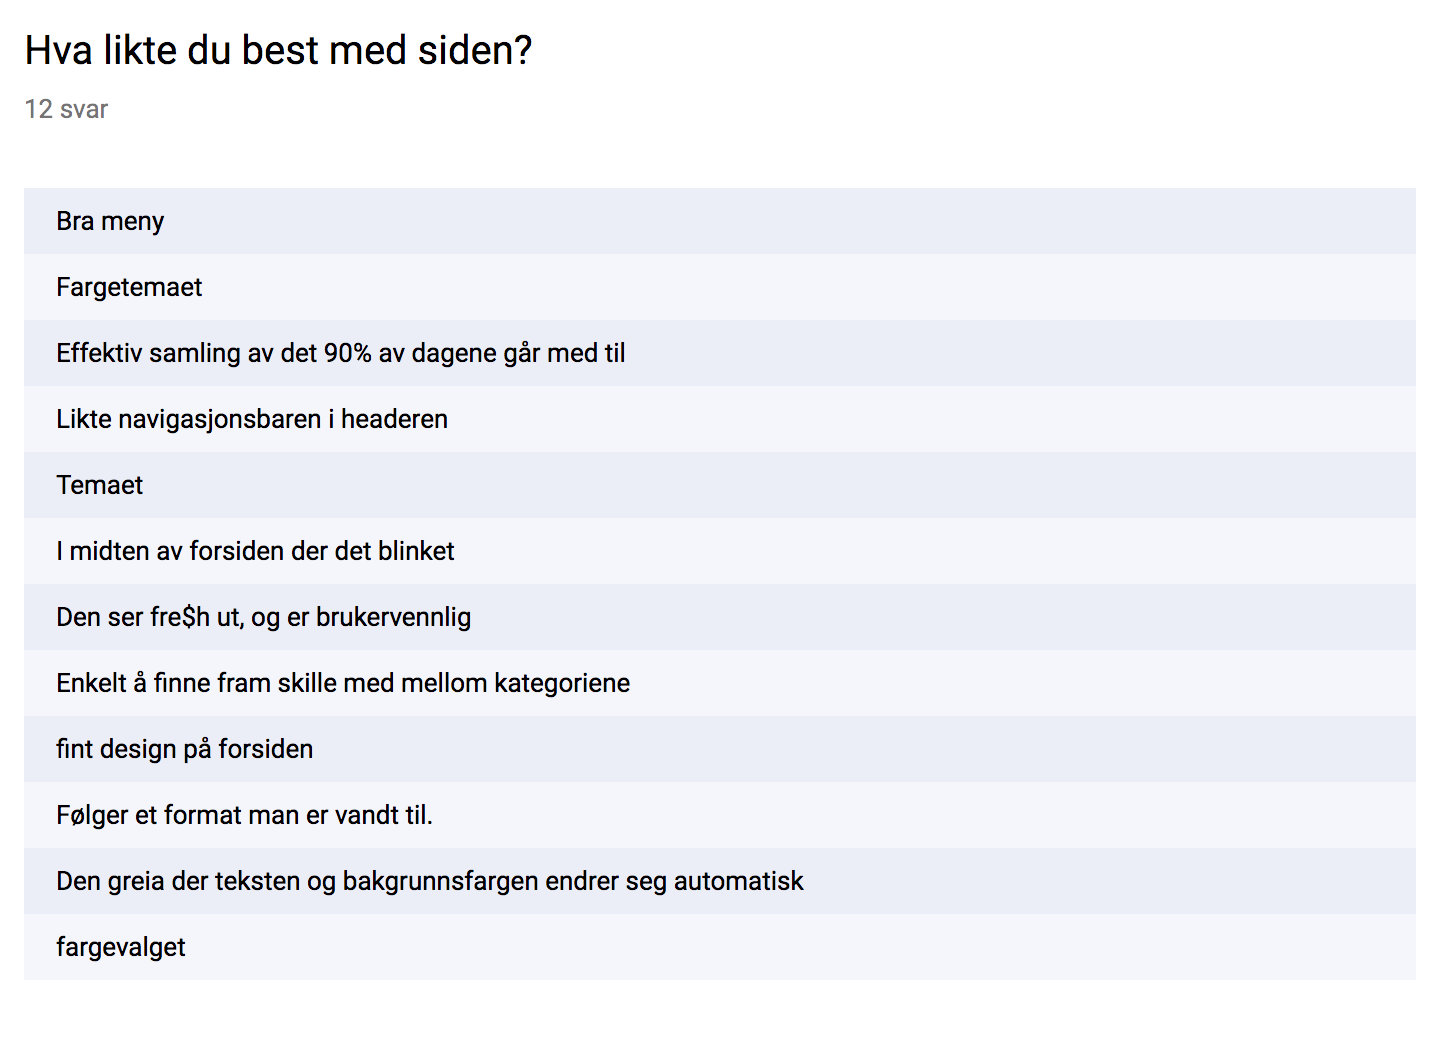 Hva likte du best med siden?
12 svar
Bra meny
Fargetemaet
Effektiv samling av det 90% av dagene går med til
Likte navigasjonsbaren i headeren
Temaet
I midten av forsiden der det blinket
Den ser fre$h ut, og er brukervennlig
Enkelt å finne fram skille med mellom kategoriene
fint design på forsiden
Følger et format man er vandt til.
Den greia der teksten og bakgrunnsfargen endrer seg automatisk
fargevalget